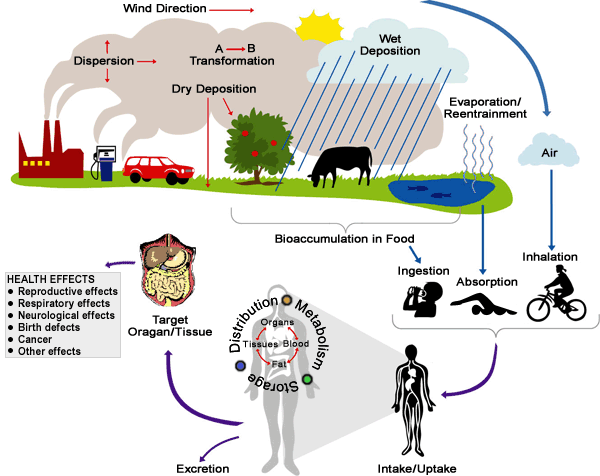 Wind Direction
Dispersion
A B
Transformation
Wet
Deposition
Dry Deposition
Evaporation/
Reentrainment
Air
Bioaccumulation in Food
Ingestion
Absorption
Inhalation
HEALTH EFFECTS
● Reproductive effects
● Respiratory effects
● Neurological effects
● Birth defects
● Cancer
● Other effects
Target
Oragan/Tissue
Distribution
Metabolism
Storage
Organs
Tissues Blood
Fat
Excretion
Intake/Uptake